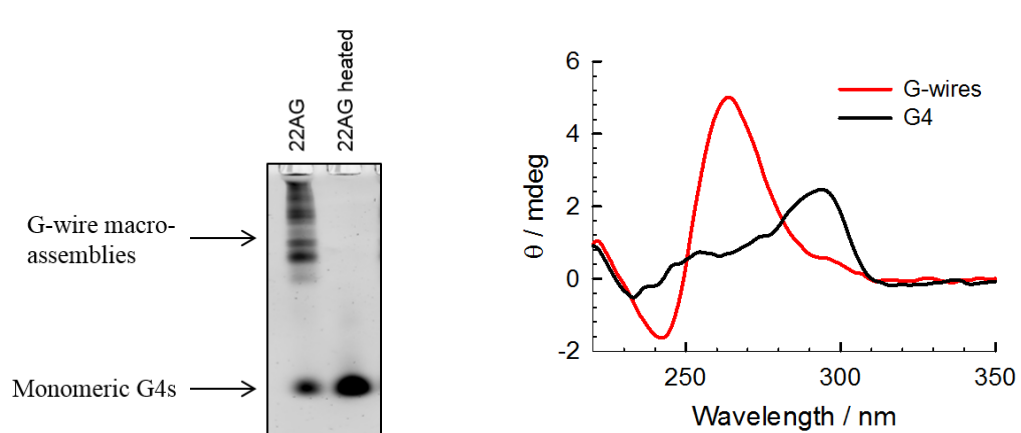 22AG
22AG heated
G-wire macro-
assemblies
Monomeric G4s
6
4
2
0
-2
θ / mdeg
G-wires
G4
250
300
350
Wavelength / nm